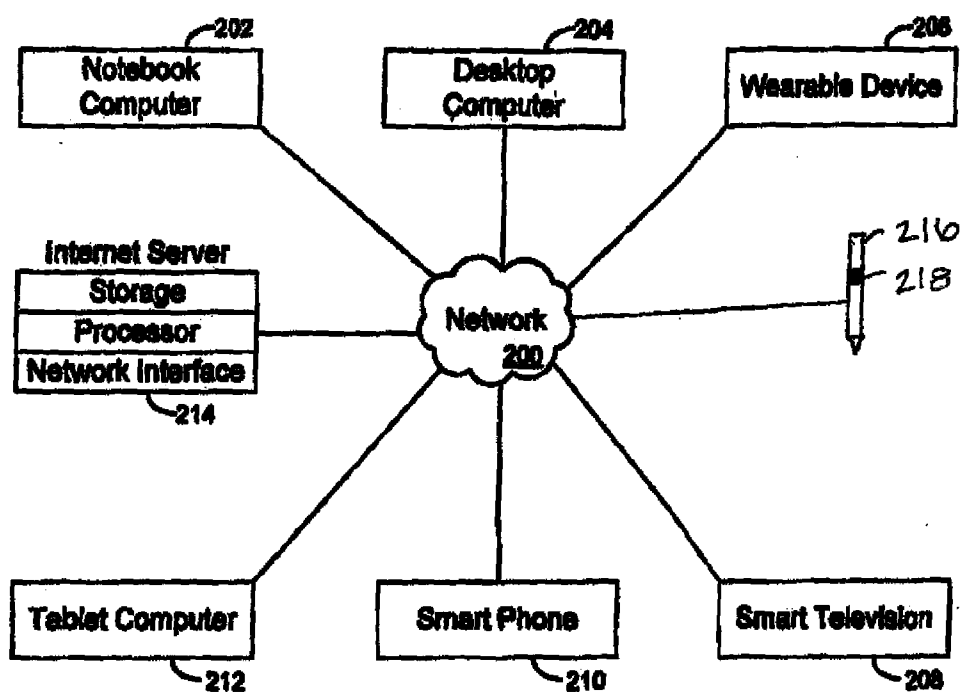 202
204
206
Notebook
Computer
Desktop
Computer
Wearable Device
216
218
Internet Server
Storage
Processor
Network Interface
214
Network
200
Tablet Computer
212
Smart Phone
210
Smart Television
208